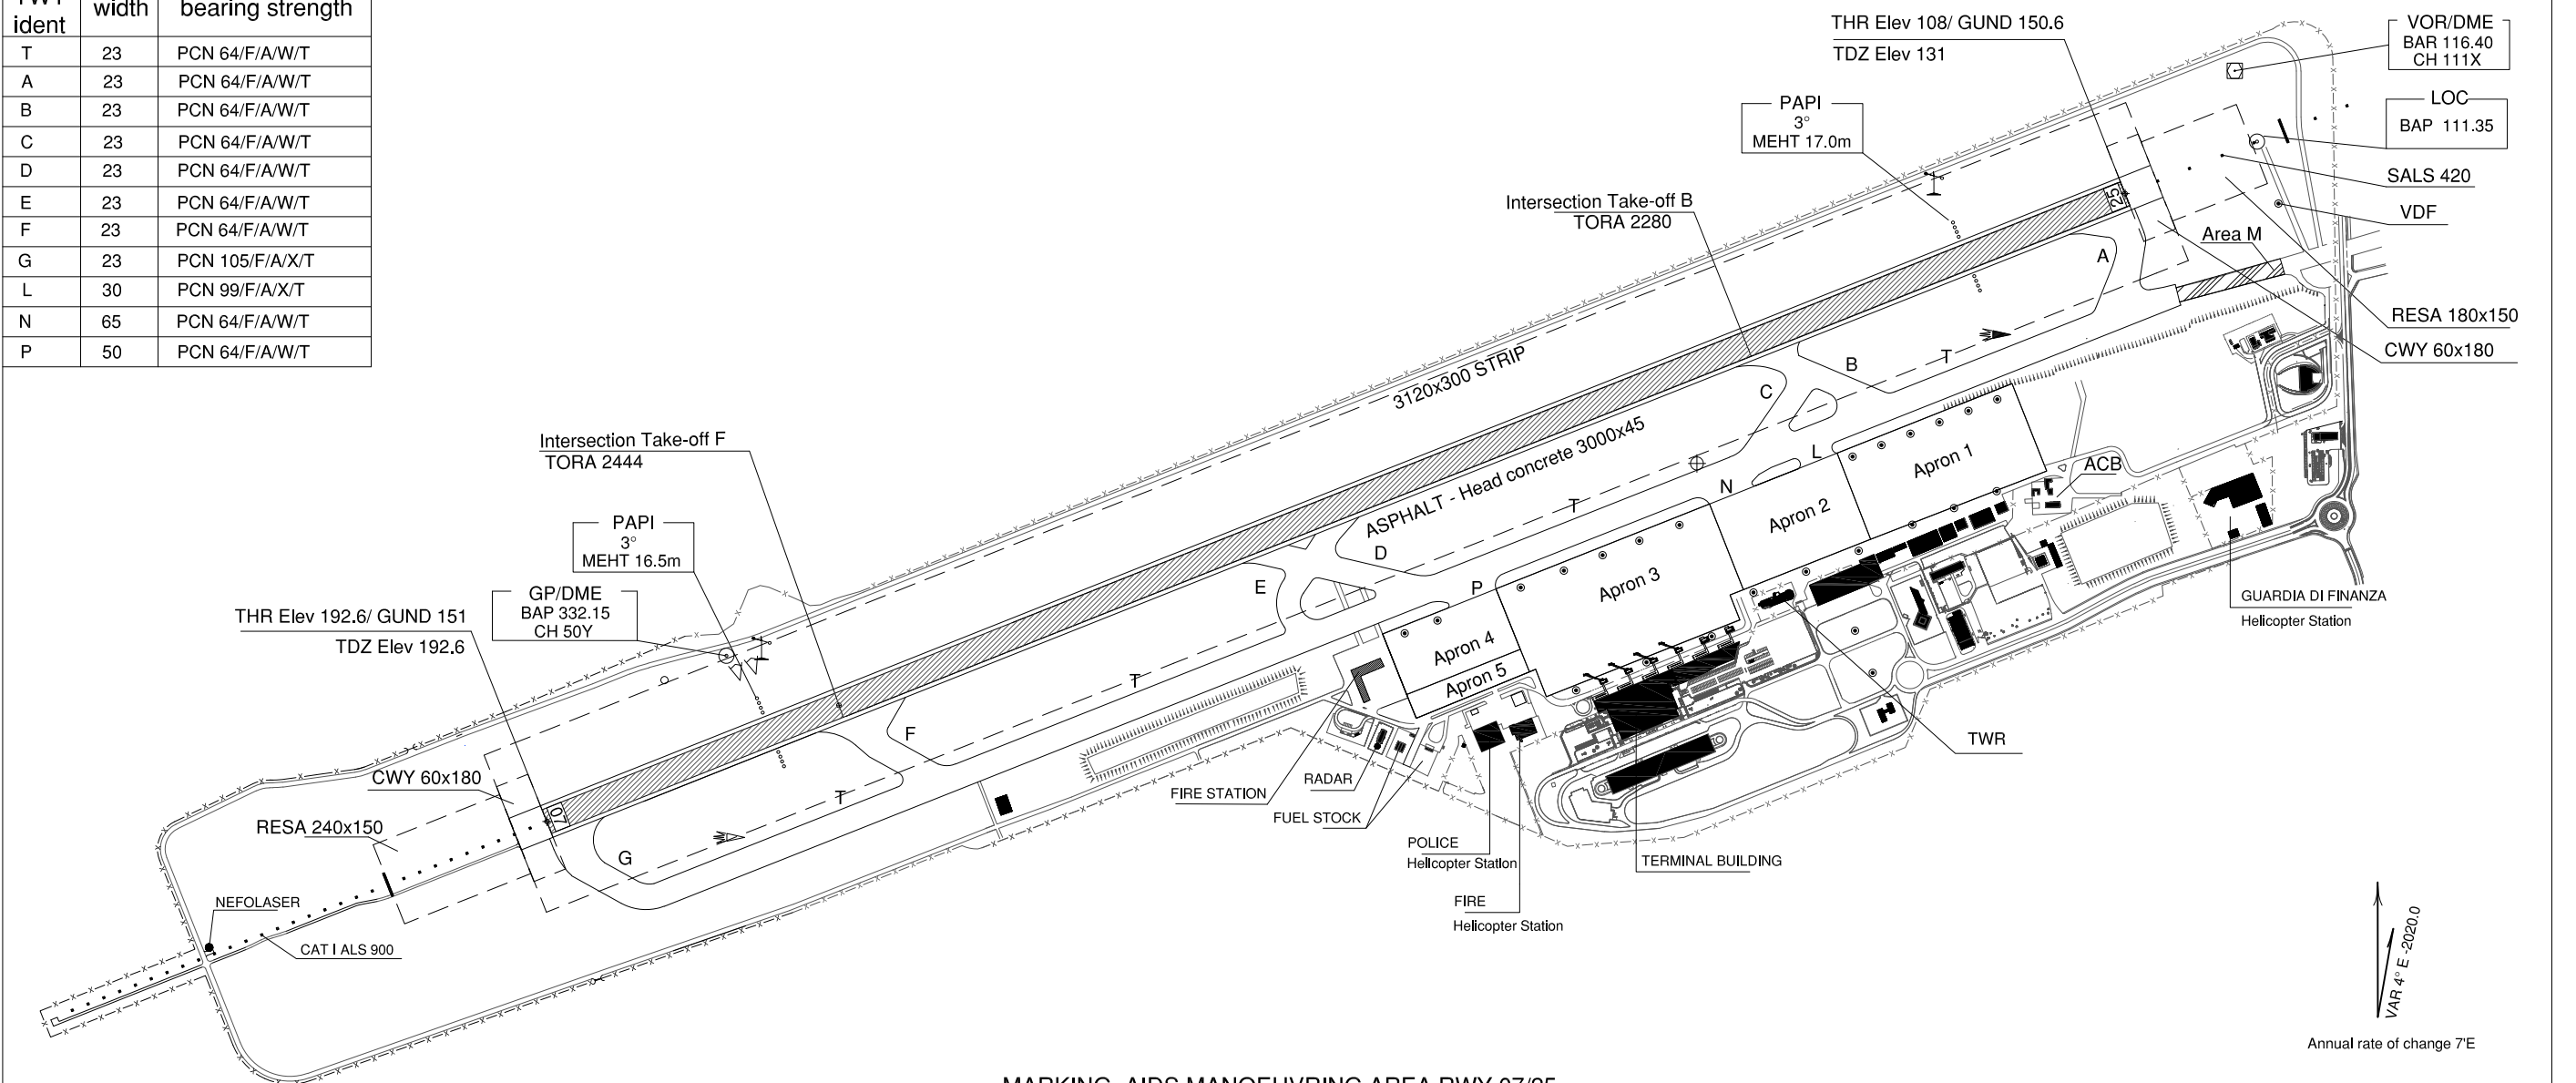 ident width bearing strength
T 23 PCN 64/F/A/W/T
A 23 PCN 64/F/A/W/T
B 23 PCN 64/F/A/W/T
C 23 PCN 64/F/A/W/T
D 23 PCN 64/F/A/W/T
E 23 PCN 64/F/A/W/T
F 23 PCN 64/F/A/W/T
G 23 PCN 105/F/A/X/T
L 30 PCN 99/F/A/X/T
N 65 PCN 64/F/A/W/T
P 50 PCN 64/F/A/W/T
THR Elev 108/ GUND 150.6
TDZ Elev 131
VOR/DME
BAR 116.40
CH 111X
PAPI
3°
MEHT 17.0m
LOC
BAP 111.35
SALS 420
VDF
Intersection Take-off B
TORA 2280
25
Area M
A
RESA 180x150
CWY 60x180
3120x300 STRIP
B
T
C
ASPHALT - Head concrete 3000x45
Intersection Take-off F
TORA 2444
L
Apron 1
ACB
N
T
Apron 2
PAPI
3°
MEHT 16.5m
D
E
P
Apron 3
GP/DME
BAP 332.15
CH 50Y
GUARDIA DI FINANZA
Helicopter Station
THR Elev 192.6/ GUND 151
TDZ Elev 192.6
Apron 4
Apron 5
T
F
TWR
CWY 60x180
T
07
RADAR
FIRE STATION
FUEL STOCK
RESA 240x150
G
POLICE
Helicopter Station
TERMINAL BUILDING
FIRE
Helicopter Station
NEFOLASER
CAT I ALS 900
VAR 4° E -2020.0
Annual rate of change 7'E